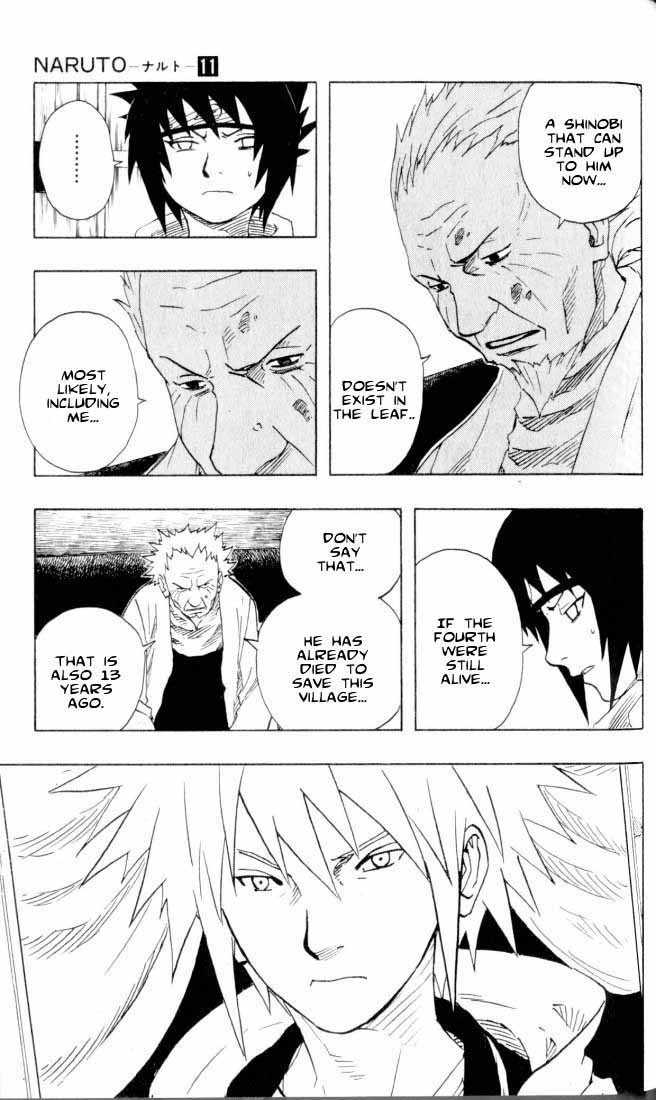 NARUTO—ナルト—11
A SHINOBI
THAT CAN
STAND UP
TO HIM
NOW...
DOESN'T
EXIST IN
THE LEAF..
.........
MOST
LIKELY,
INCLUDING
ME...
IF THE
FOURTH
WERE
STILL
ALIVE...
DON'T
SAY
THAT...
HE HAS
ALREADY
DIED TO
SAVE THIS
VILLAGE...
THAT IS
ALSO 13
YEARS
AGO.